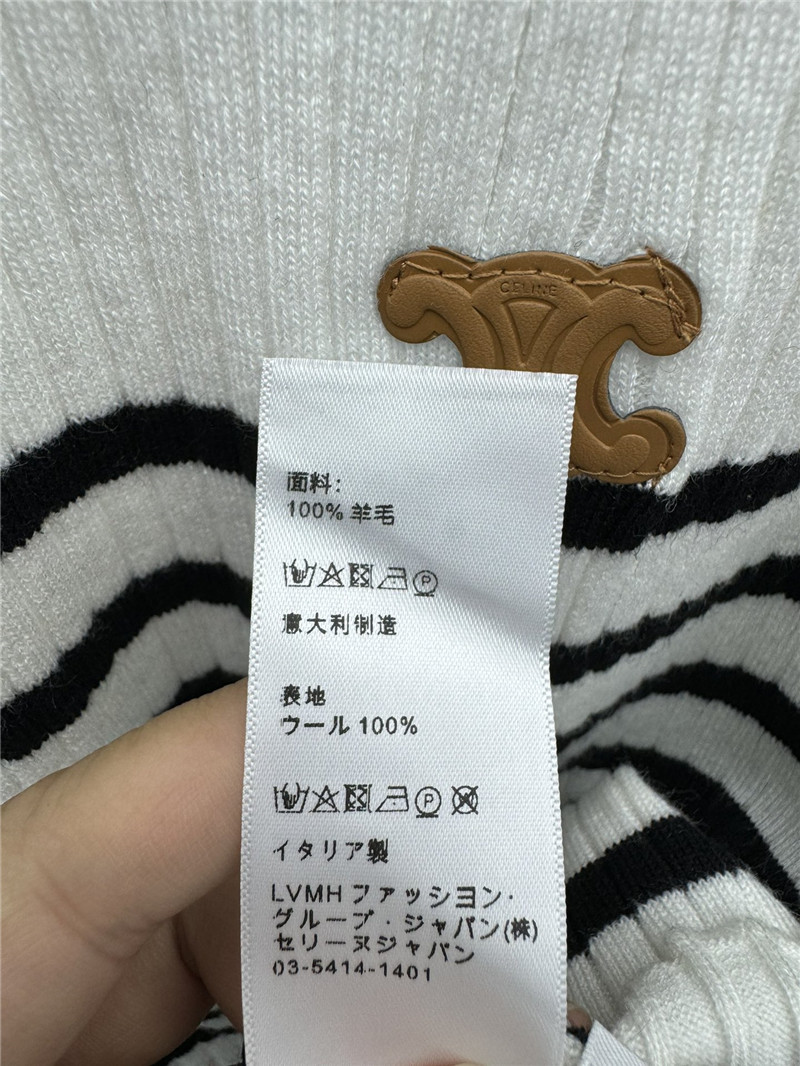 CELINE
面料:
100% 羊毛
意大利制造
表地
ウール 100%
イタリア製
LVMH ファッション・
グループ・ジャパン(株)
セリーヌジャパン
03-5414-1401